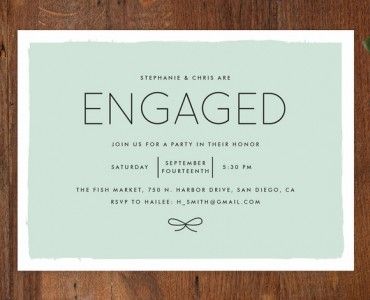 STEPHANIE & CHRIS ARE
ENGAGED
JOIN US FOR A PARTY IN THEIR HONOR
SATURDAY | SEPTEMBER FOURTEENTH | 5:30 PM
THE FISH MARKET, 750 N. HARBOR DRIVE, SAN DIEGO, CA
RSVP TO HAILEE: H_SMITH@GMAIL.COM